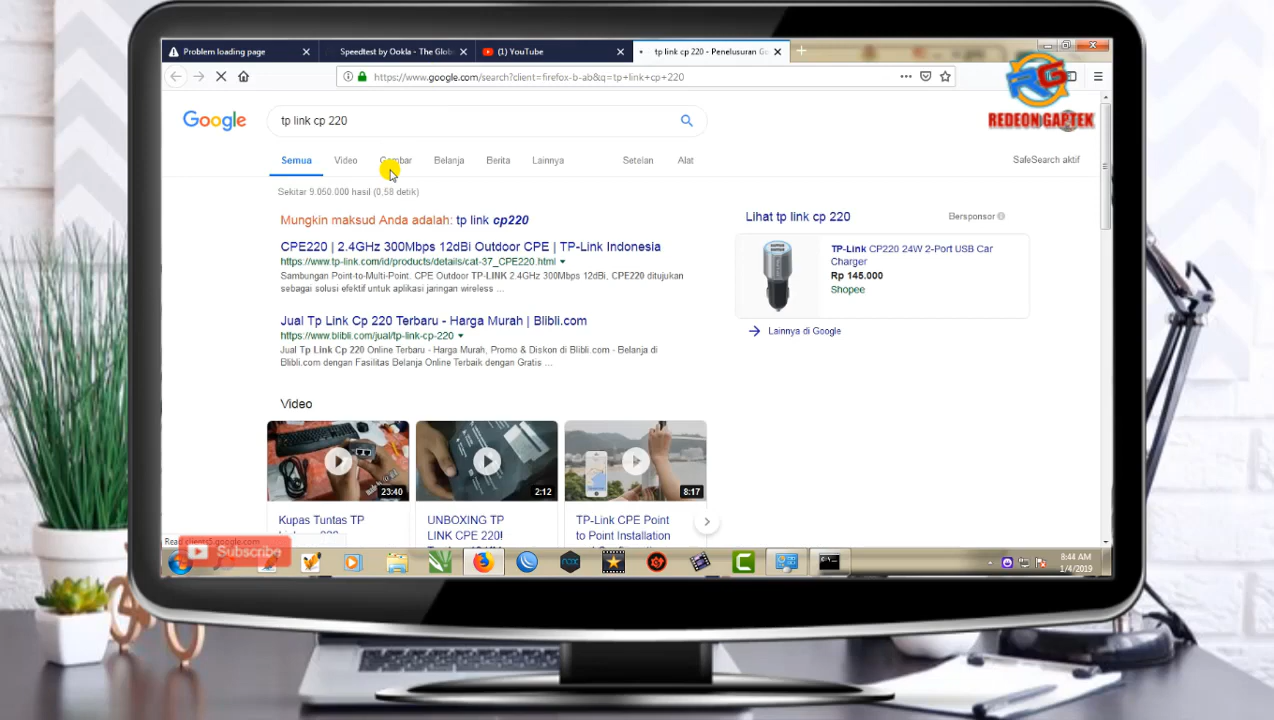 Problem loading page
Speedtest by Ookla - The Glob
(1) YouTube
tp link cp 220 - Penelusuran Go
https://www.google.com/search?client=firefox-b-ab&q=tp+link+cp+220
REDEON GAPTEK
Google
tp link cp 220
Semua
Video
Gambar
Belanja
Berita
Lainnya
Setelan
Alat
SafeSearch aktif
Sekitar 9.050.000 hasil (0,58 detik)
Mungkin maksud Anda adalah: tp link cp220
CPE220 | 2.4GHz 300Mbps 12dBi Outdoor CPE | TP-Link Indonesia
https://www.tp-link.com/id/products/details/cat-37_CPE220.html
Sambungan Point-to-Multi-Point. CPE Outdoor TP-LINK 2.4GHz 300Mbps 12dBi, CPE220 ditujukan
sebagai solusi efektif untuk aplikasi jaringan wireless ...
Jual Tp Link Cp 220 Terbaru - Harga Murah | Blibli.com
https://www.blibli.com/jual/tp-link-cp-220
Jual Tp Link Cp 220 Online Terbaru - Harga Murah, Promo & Diskon di Blibli.com - Belanja di
Blibli.com dengan Fasilitas Belanja Online Terbaik dengan Gratis ...
Lihat tp link cp 220
Bersponsor
TP-Link CP220 24W 2-Port USB Car
Charger
Rp 145.000
Shopee
Lainnya di Google
Video
23:40
2:12
8:17
Kupas Tuntas TP
UNBOXING TP
LINK CPE 220!
TP-Link CPE Point
to Point Installation
Read clients5.google.com
Subscribe
8:44 AM
1/4/2019